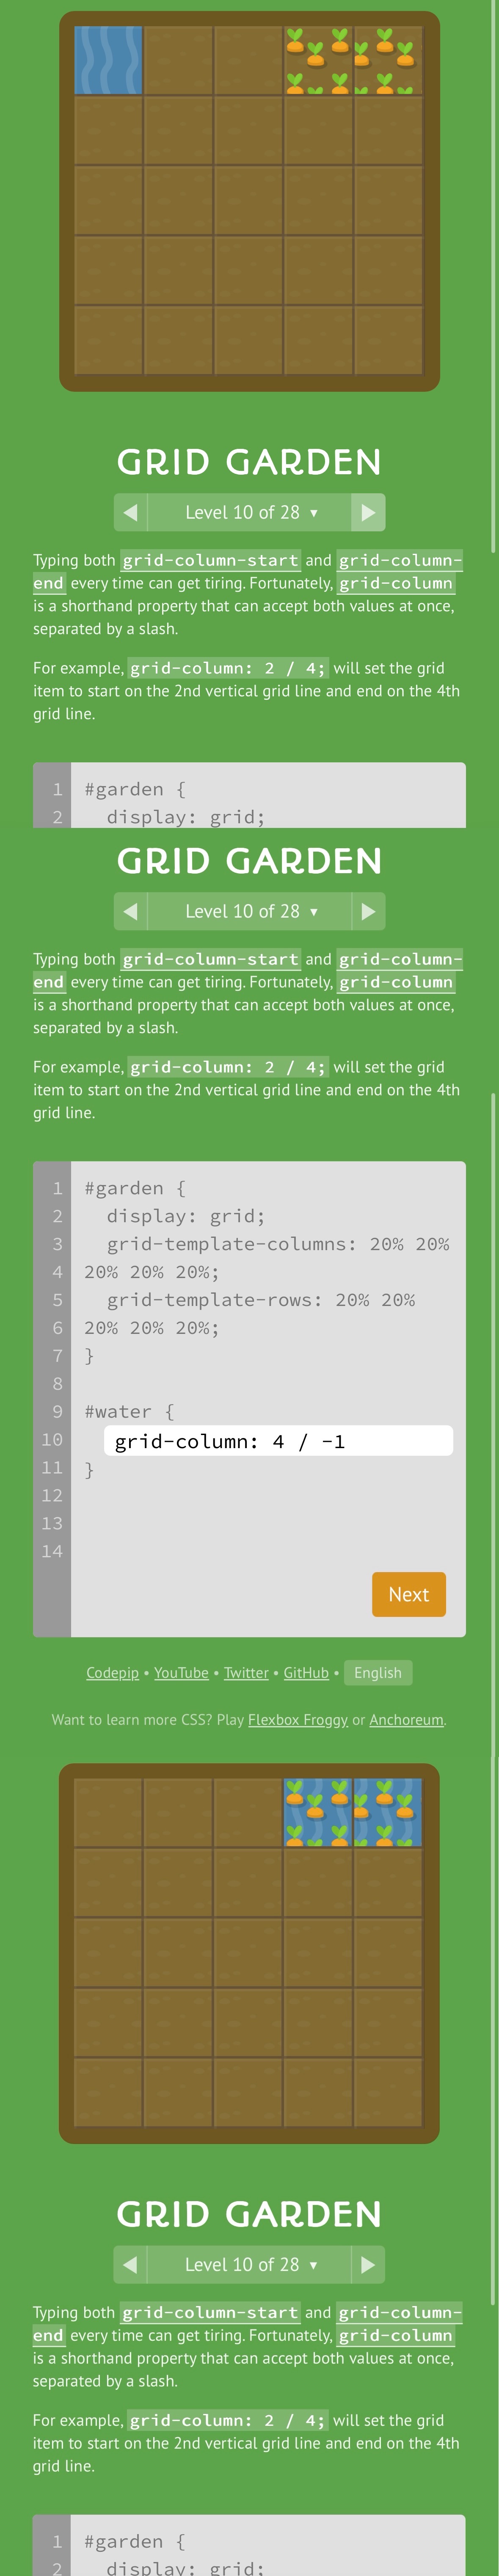 GRID GARDEN
◀ Level 10 of 28 ▼ ▶
Typing both grid-column-start and grid-column-
end every time can get tiring. Fortunately, grid-column
is a shorthand property that can accept both values at once,
separated by a slash.
For example, grid-column: 2 / 4; will set the grid
item to start on the 2nd vertical grid line and end on the 4th
grid line.
1 #garden {
2 display: grid;
GRID GARDEN
◀ Level 10 of 28 ▼ ▶
Typing both grid-column-start and grid-column-
end every time can get tiring. Fortunately, grid-column
is a shorthand property that can accept both values at once,
separated by a slash.
For example, grid-column: 2 / 4; will set the grid
item to start on the 2nd vertical grid line and end on the 4th
grid line.
1 #garden {
2 display: grid;
3 grid-template-columns: 20% 20%
4 20% 20% 20%;
5 grid-template-rows: 20% 20%
6 20% 20% 20%;
7 }
8
9 #water {
10 grid-column: 4 / -1
11 }
12
13
14
Next
Codepip • YouTube • Twitter • GitHub • English
Want to learn more CSS? Play Flexbox Froggy or Anchoreum.
GRID GARDEN
◀ Level 10 of 28 ▼ ▶
Typing both grid-column-start and grid-column-
end every time can get tiring. Fortunately, grid-column
is a shorthand property that can accept both values at once,
separated by a slash.
For example, grid-column: 2 / 4; will set the grid
item to start on the 2nd vertical grid line and end on the 4th
grid line.
1 #garden {
2 display: grid;